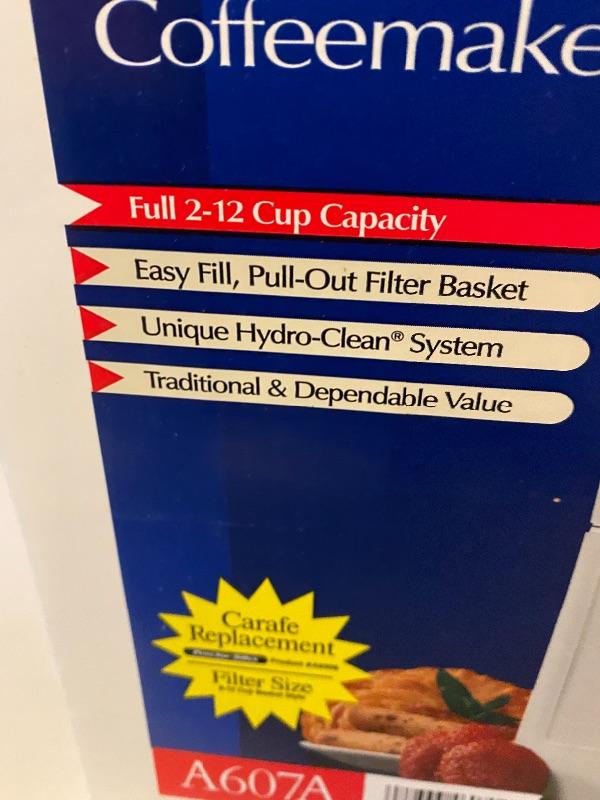 Coffeemake
Full 2-12 Cup Capacity
Easy Fill, Pull-Out Filter Basket
Unique Hydro-Clean® System
Traditional & Dependable Value
Carafe
Replacement
Filter Size
A607A